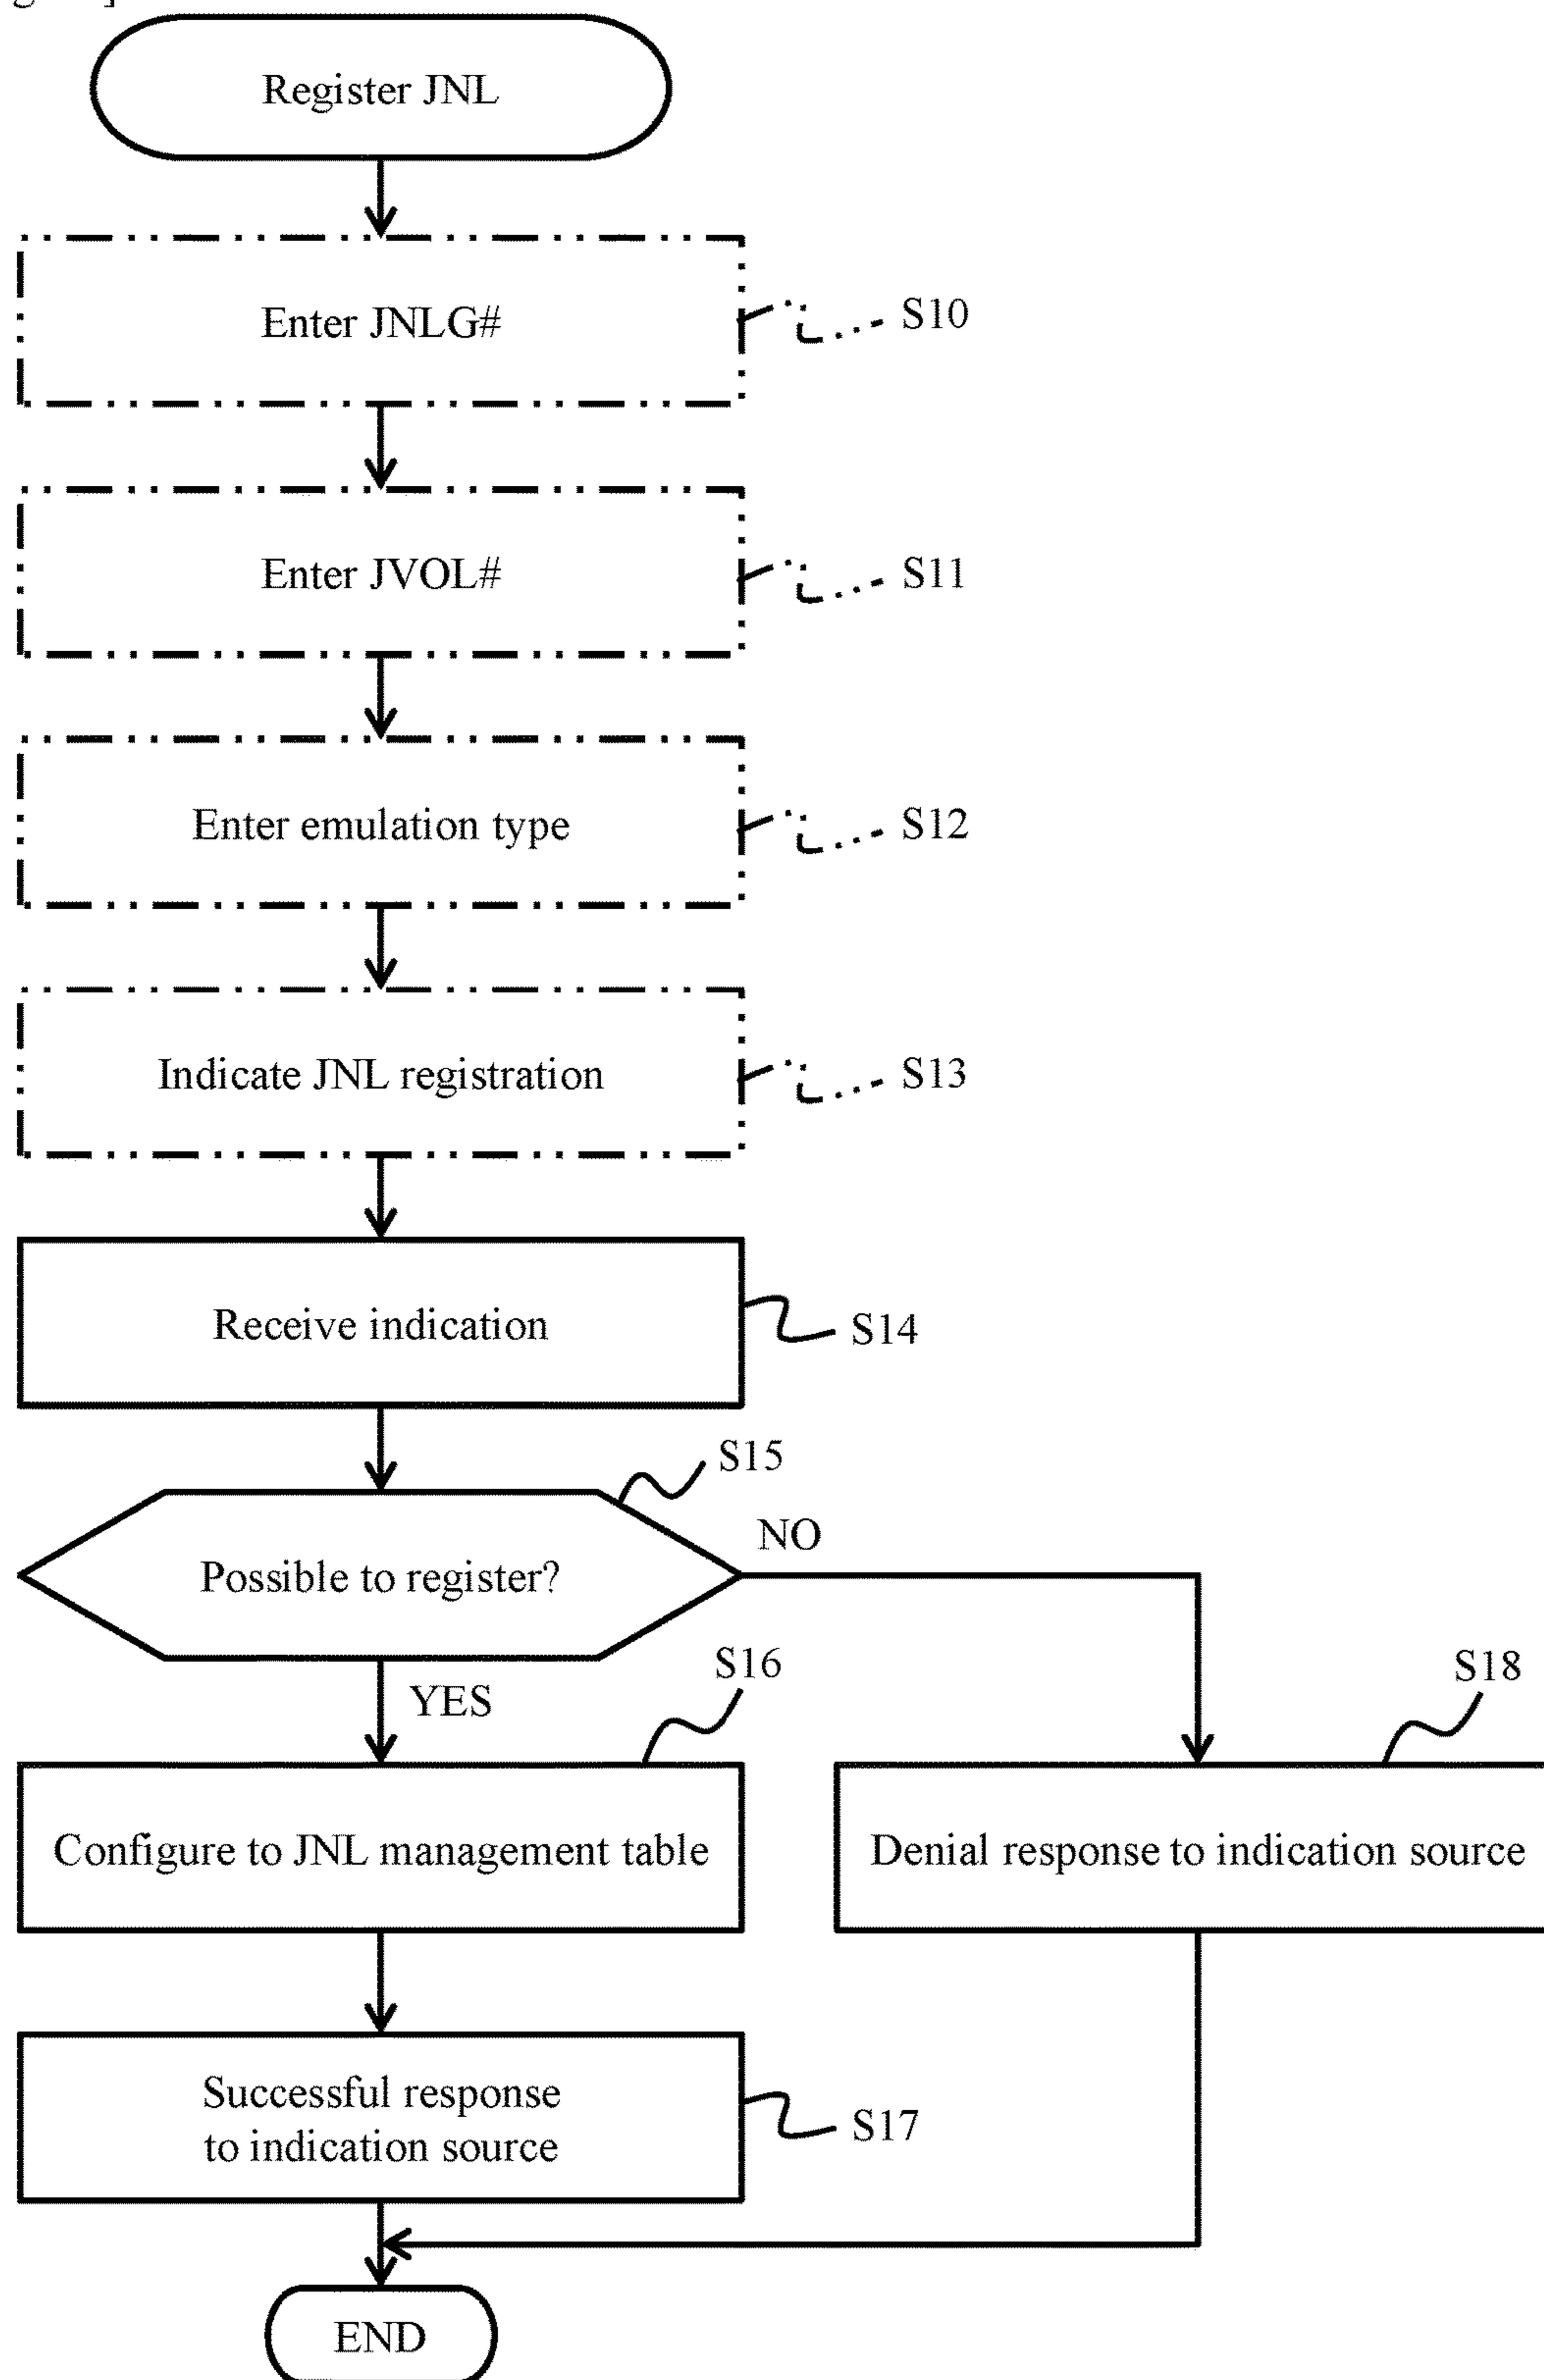 Register JNL
Enter JNLG#
S10
Enter JVOL#
S11
Enter emulation type
S12
Indicate JNL registration
S13
Receive indication
S14
S15
Possible to register?
NO
YES
S16
S18
Configure to JNL management table
Denial response to indication source
Successful response
to indication source
S17
END